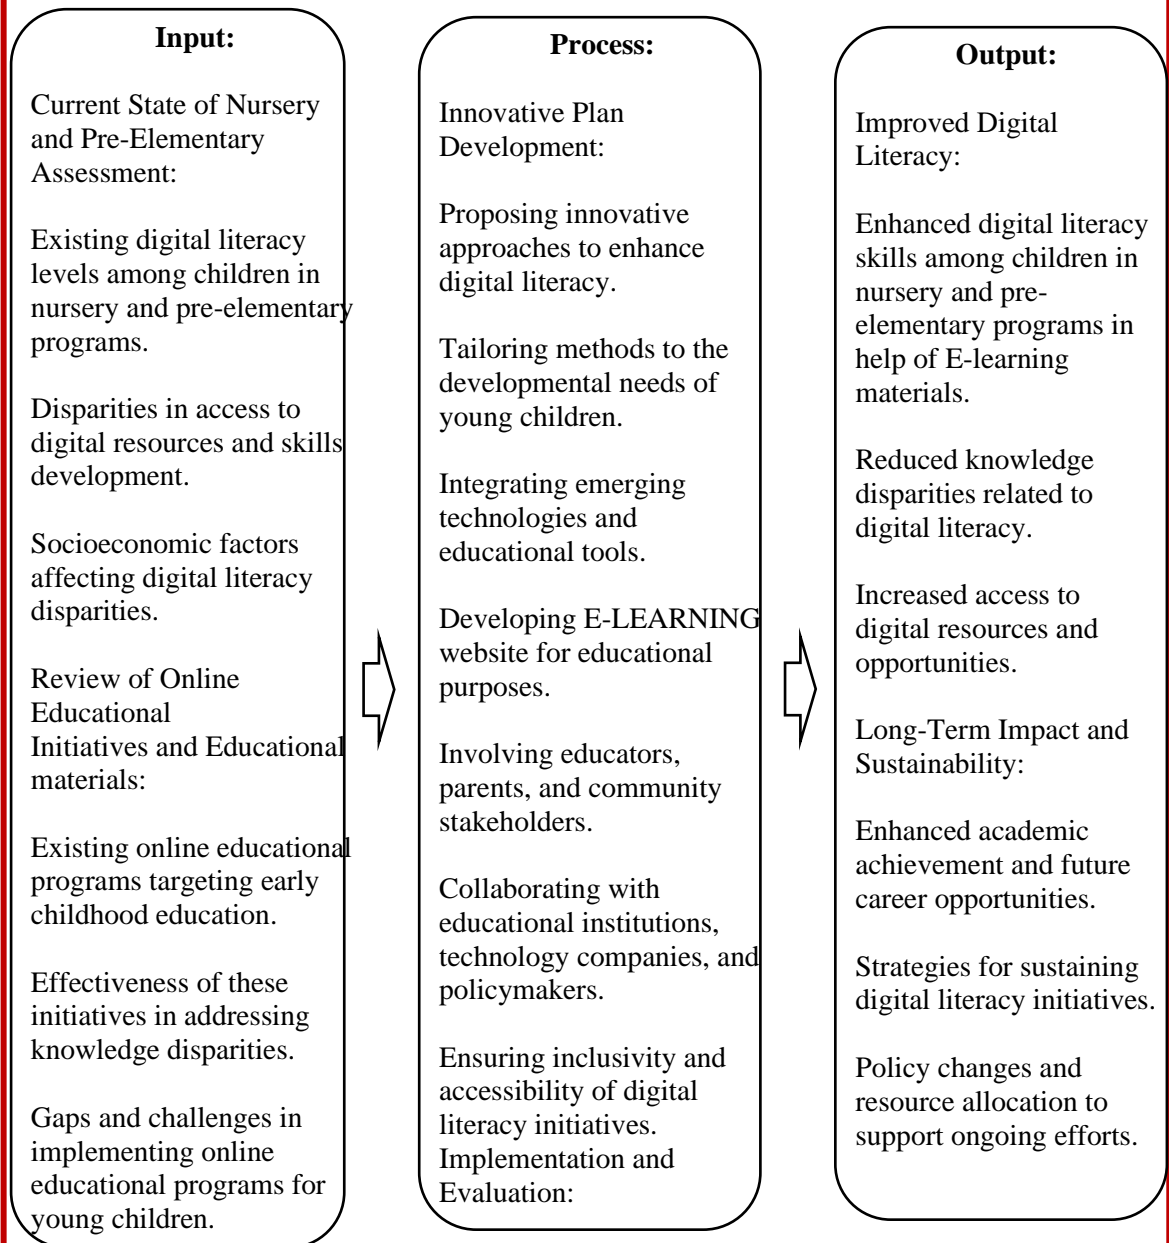 Input:
Current State of Nursery
and Pre-Elementary
Assessment:
Existing digital literacy
levels among children in
nursery and pre-elementary
programs.
Disparities in access to
digital resources and skills
development.
Socioeconomic factors
affecting digital literacy
disparities.
Review of Online
Educational
Initiatives and Educational
materials:
Existing online educational
programs targeting early
childhood education.
Effectiveness of these
initiatives in addressing
knowledge disparities.
Gaps and challenges in
implementing online
educational programs for
young children.
Process:
Innovative Plan
Development:
Proposing innovative
approaches to enhance
digital literacy.
Tailoring methods to the
developmental needs of
young children.
Integrating emerging
technologies and
educational tools.
Developing E-LEARNING
website for educational
purposes.
Involving educators,
parents, and community
stakeholders.
Collaborating with
educational institutions,
technology companies, and
policymakers.
Ensuring inclusivity and
accessibility of digital
literacy initiatives.
Implementation and
Evaluation:
Output:
Improved Digital
Literacy:
Enhanced digital literacy
skills among children in
nursery and pre-
elementary programs in
help of E-learning
materials.
Reduced knowledge
disparities related to
digital literacy.
Increased access to
digital resources and
opportunities.
Long-Term Impact and
Sustainability:
Enhanced academic
achievement and future
career opportunities.
Strategies for sustaining
digital literacy initiatives.
Policy changes and
resource allocation to
support ongoing efforts.